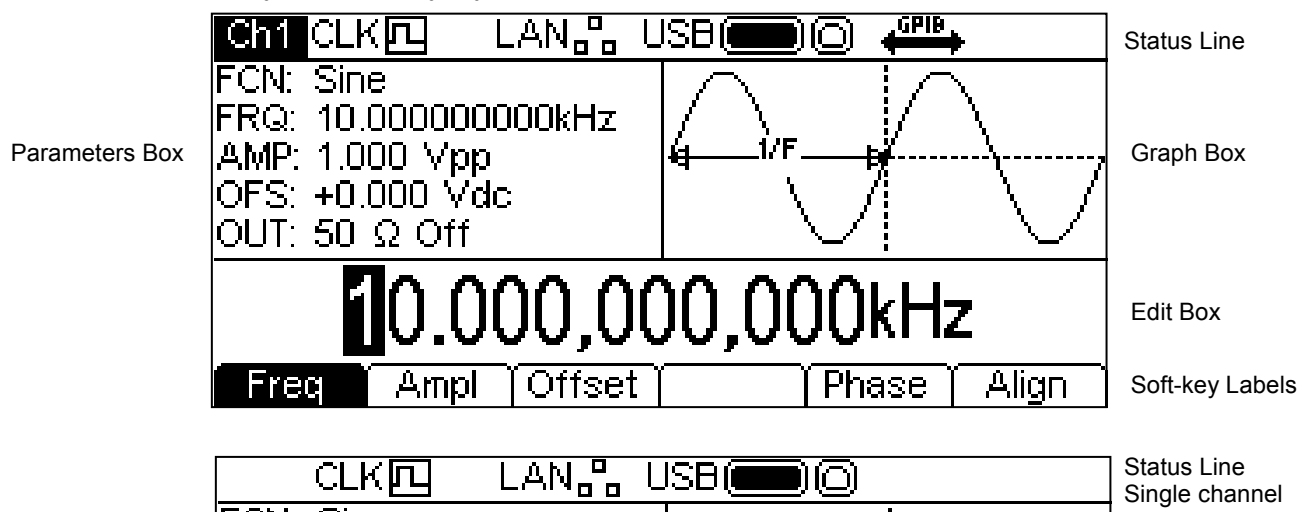 Ch1 CLK LAN USB GPIB
Status Line
FCN: Sine
FRQ: 10.000000000kHz
AMP: 1.000 Vpp
OFS: +0.000 Vdc
OUT: 50 Ω Off
Parameters Box
1/F
Graph Box
10.000,000,000kHz
Edit Box
Freq Ampl Offset Phase Align
Soft-key Labels
CLK LAN USB
Status Line
Single channel